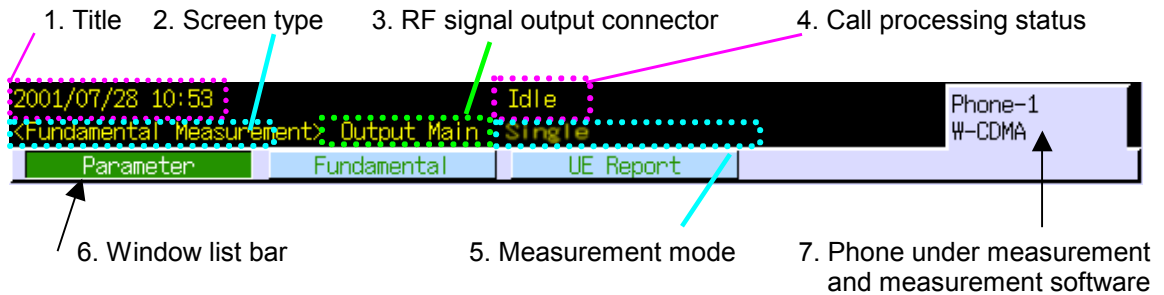 1. Title 2. Screen type 3. RF signal output connector 4. Call processing status
2001/07/28 10:53 Idle Phone-1
<Fundamental Measurement> Output Main Single W-CDMA
Parameter Fundamental UE Report
6. Window list bar 5. Measurement mode 7. Phone under measurement
and measurement software